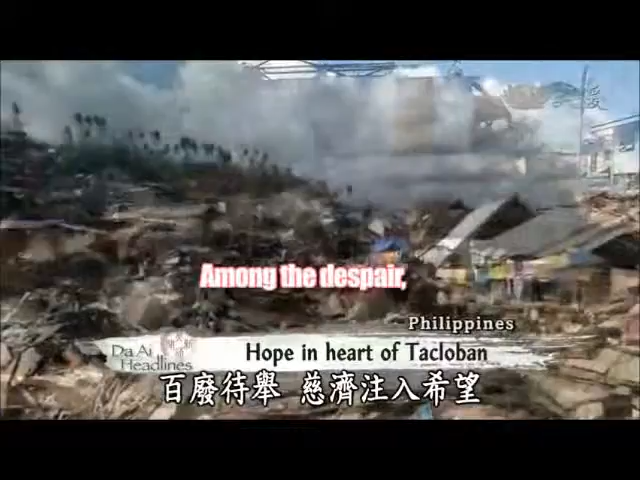 Among the despair,
Philippines
Da Ai
Headlines
Hope in heart of Tacloban
百廢待舉 慈濟注入希望